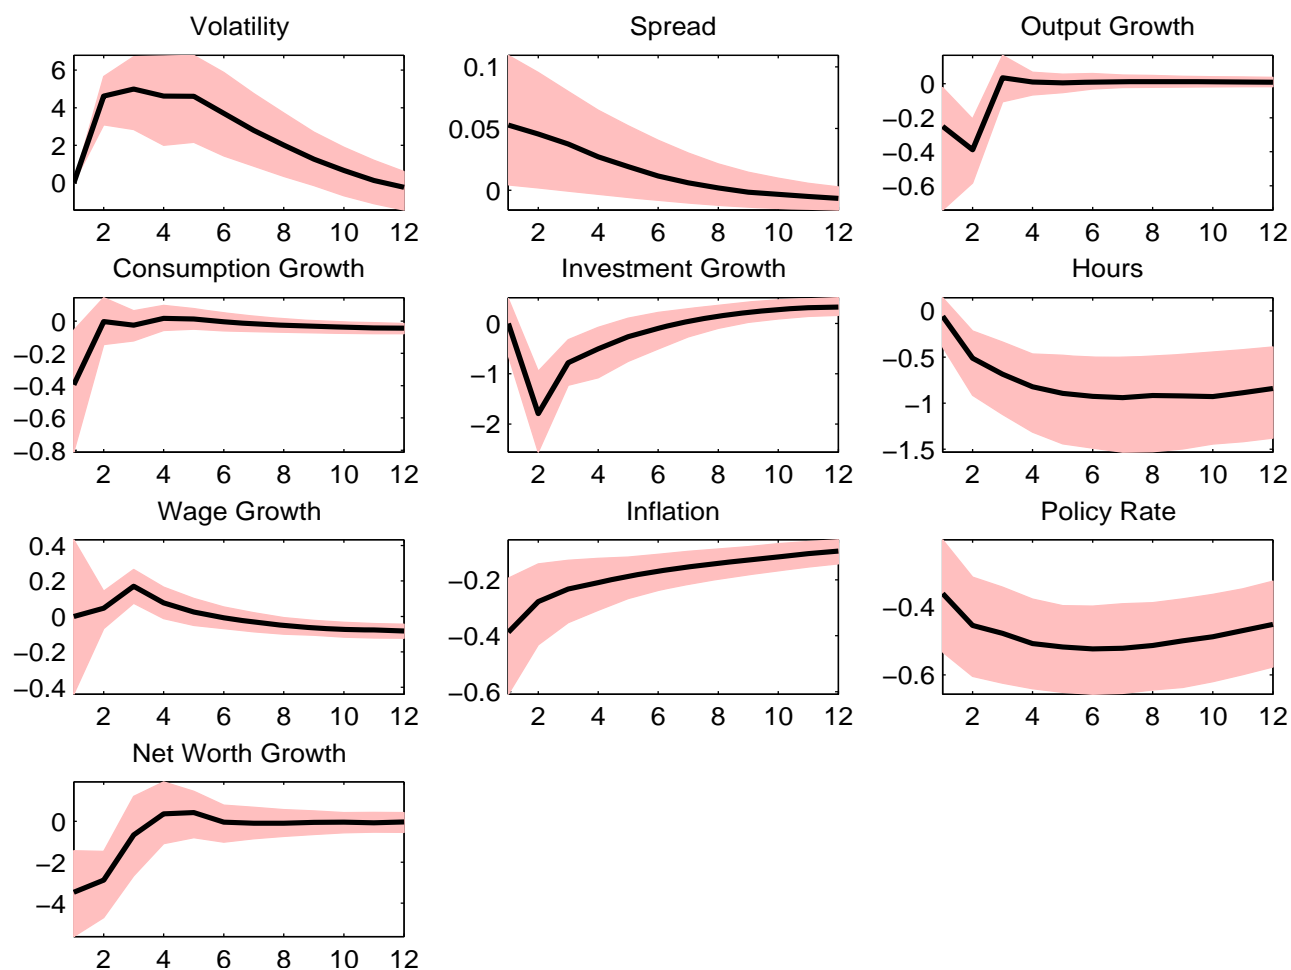 Volatility
Spread
Output Growth
6
4
2
0
2 4 6 8 10 12
0.1
0.05
0
2 4 6 8 10 12
0
−0.2
−0.4
−0.6
2 4 6 8 10 12
Consumption Growth
Investment Growth
Hours
0
−0.2
−0.4
−0.6
−0.8
2 4 6 8 10 12
0
−1
−2
2 4 6 8 10 12
0
−0.5
−1
−1.5
2 4 6 8 10 12
Wage Growth
Inflation
Policy Rate
0.4
0.2
0
−0.2
−0.4
2 4 6 8 10 12
−0.2
−0.4
−0.6
2 4 6 8 10 12
−0.4
−0.6
2 4 6 8 10 12
Net Worth Growth
0
−2
−4
2 4 6 8 10 12